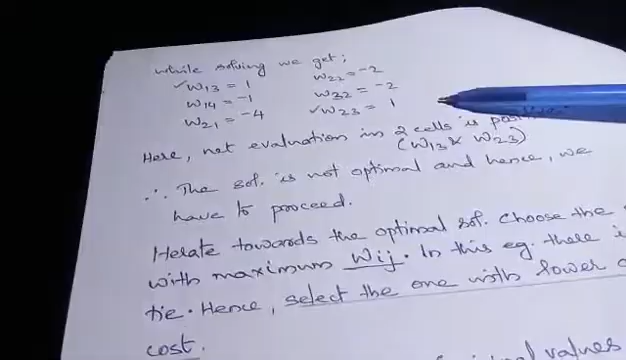 while solving we get;
✓W13 = 1 W22 = -2
W14 = -1 W32 = -2
W21 = -4 ✓W23 = 1
Here, net evaluation in 2 cells is
(W13 & W23)
∴ The sol. is not optimal and hence, we
have to proceed.
Iterate towards the optimal sol. Choose the
with maximum Wij. In this eg. there
tie. Hence, select the one with lower
cost.
values